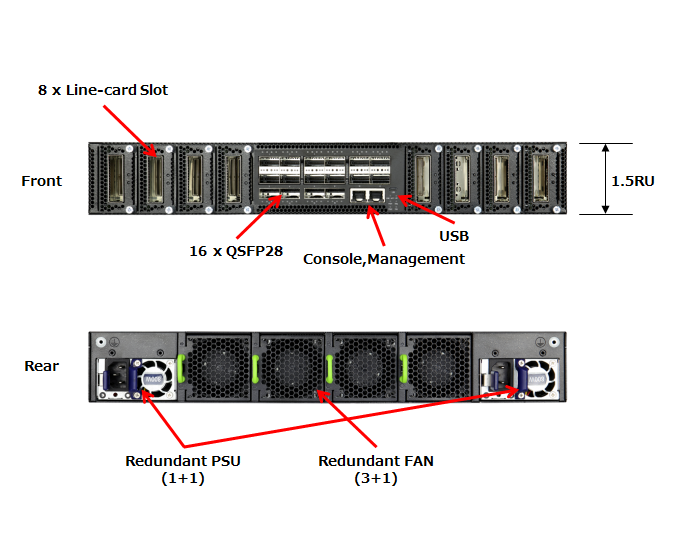 8 x Line-card Slot
Front
1.5RU
16 x QSFP28
USB
Console,Management
Rear
Redundant PSU
(1+1)
Redundant FAN
(3+1)